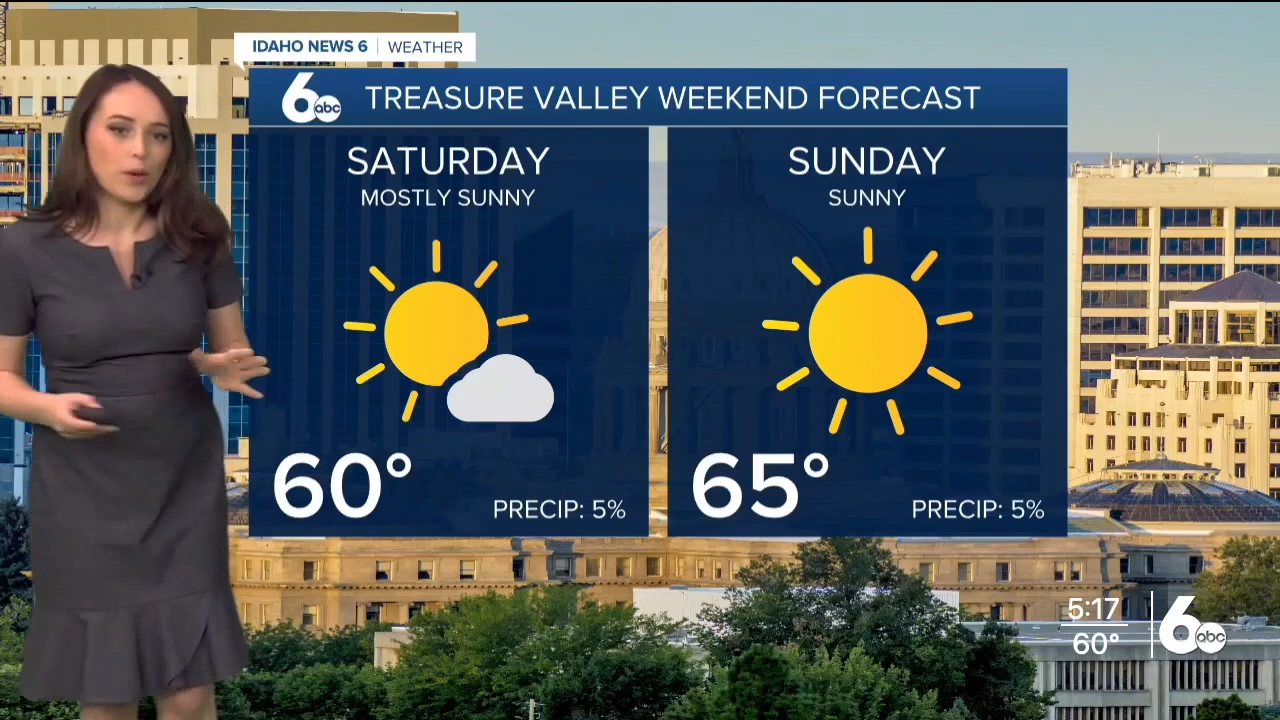 IDAHO NEWS 6 | WEATHER
6 abc TREASURE VALLEY WEEKEND FORECAST
SATURDAY
MOSTLY SUNNY
60°
PRECIP: 5%
SUNDAY
SUNNY
65°
PRECIP: 5%
5:17
60°
6 abc